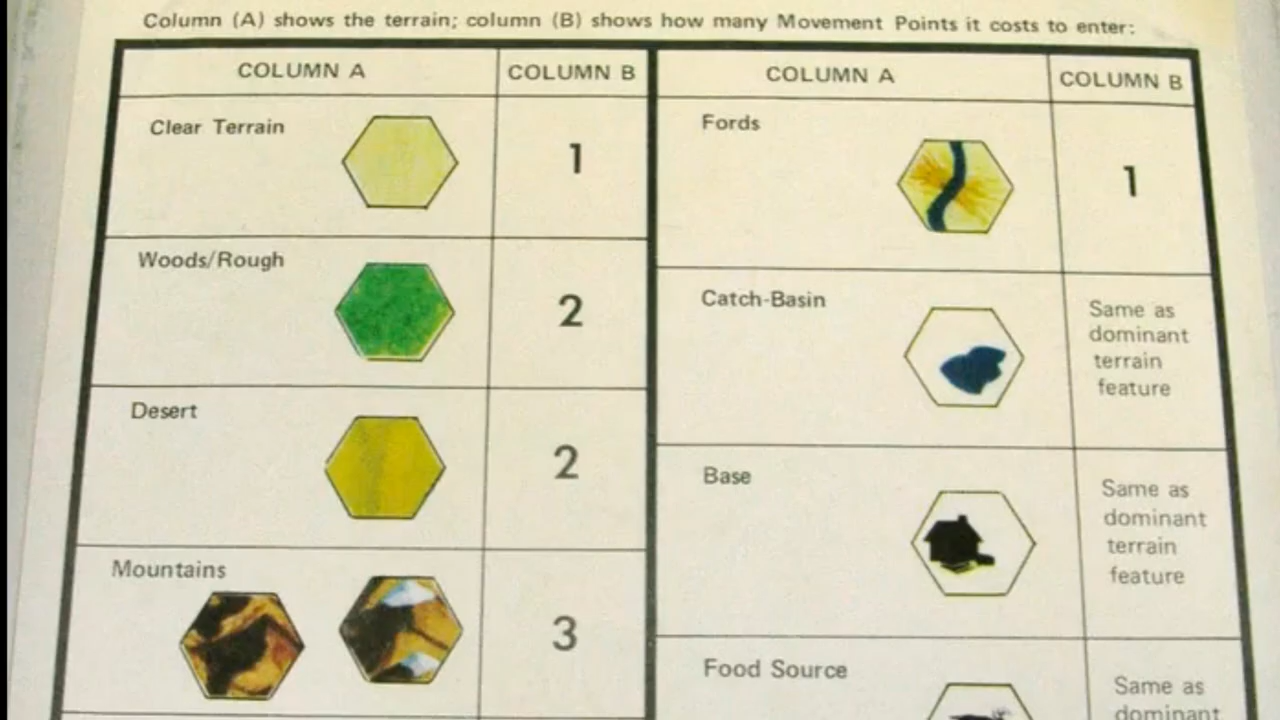 Column (A) shows the terrain; column (B) shows how many Movement Points it costs to enter:
COLUMN A
COLUMN B
Clear Terrain
1
Woods/Rough
2
Desert
2
Mountains
3
COLUMN A
COLUMN B
Fords
1
Catch-Basin
Same as
dominant
terrain
feature
Base
Same as
dominant
terrain
feature
Food Source
Same as
dominant